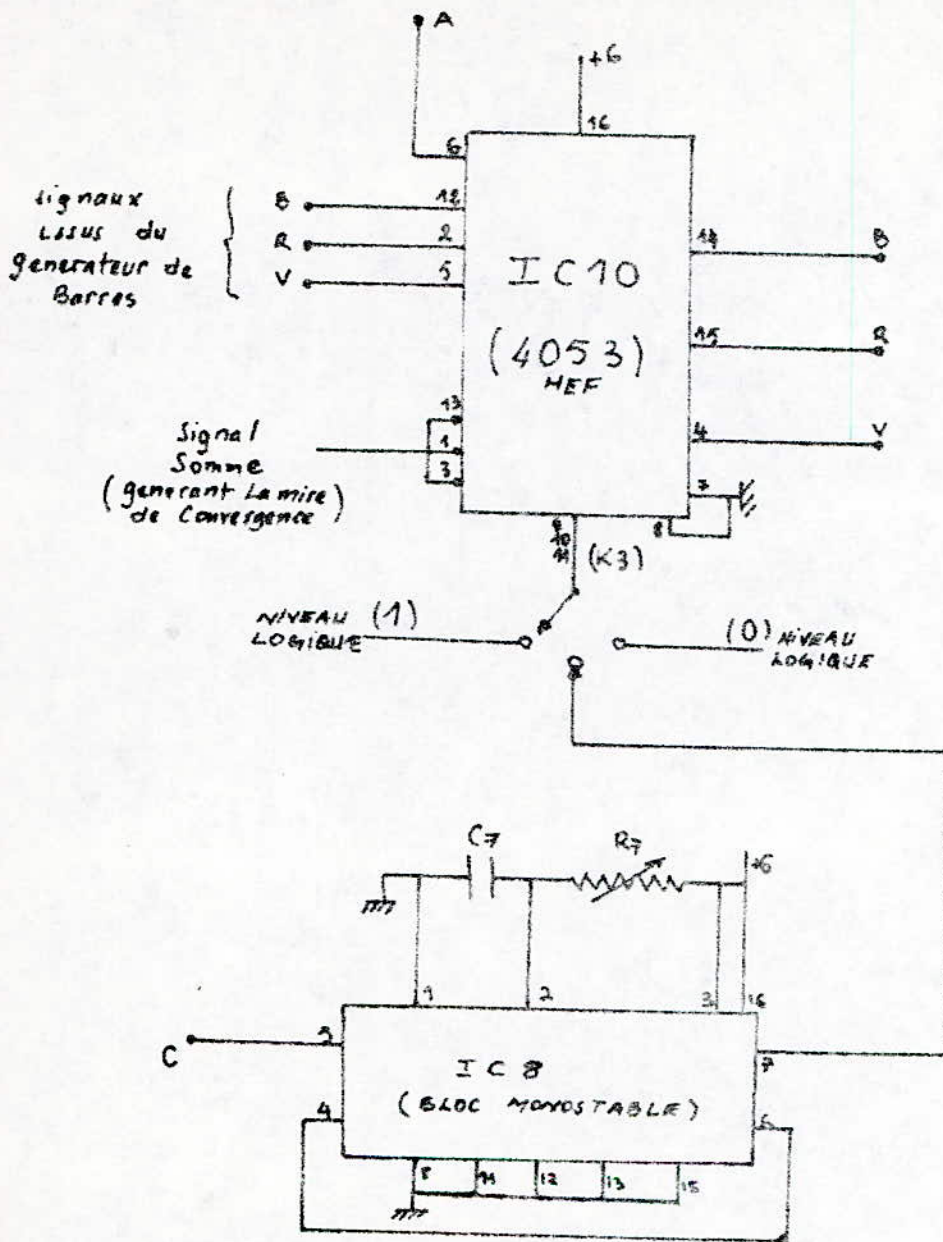 A
+6
16
6
Signaux
issus du
generateur de
Barres
B
R
V
12
2
5
IC10
(4053)
HEF
14
B
15
R
4
V
7
8
13
1
3
Signal
Somme
(generant La mire)
de Convergence
9
10
11
(K3)
NIVEAU (1)
LOGIQUE
(0) NIVEAU
LOGIQUE
C7
R7
+6
1
2
3
16
C
5
4
IC8
(BLOC MONOSTABLE)
7
6
8
11
12
13
15